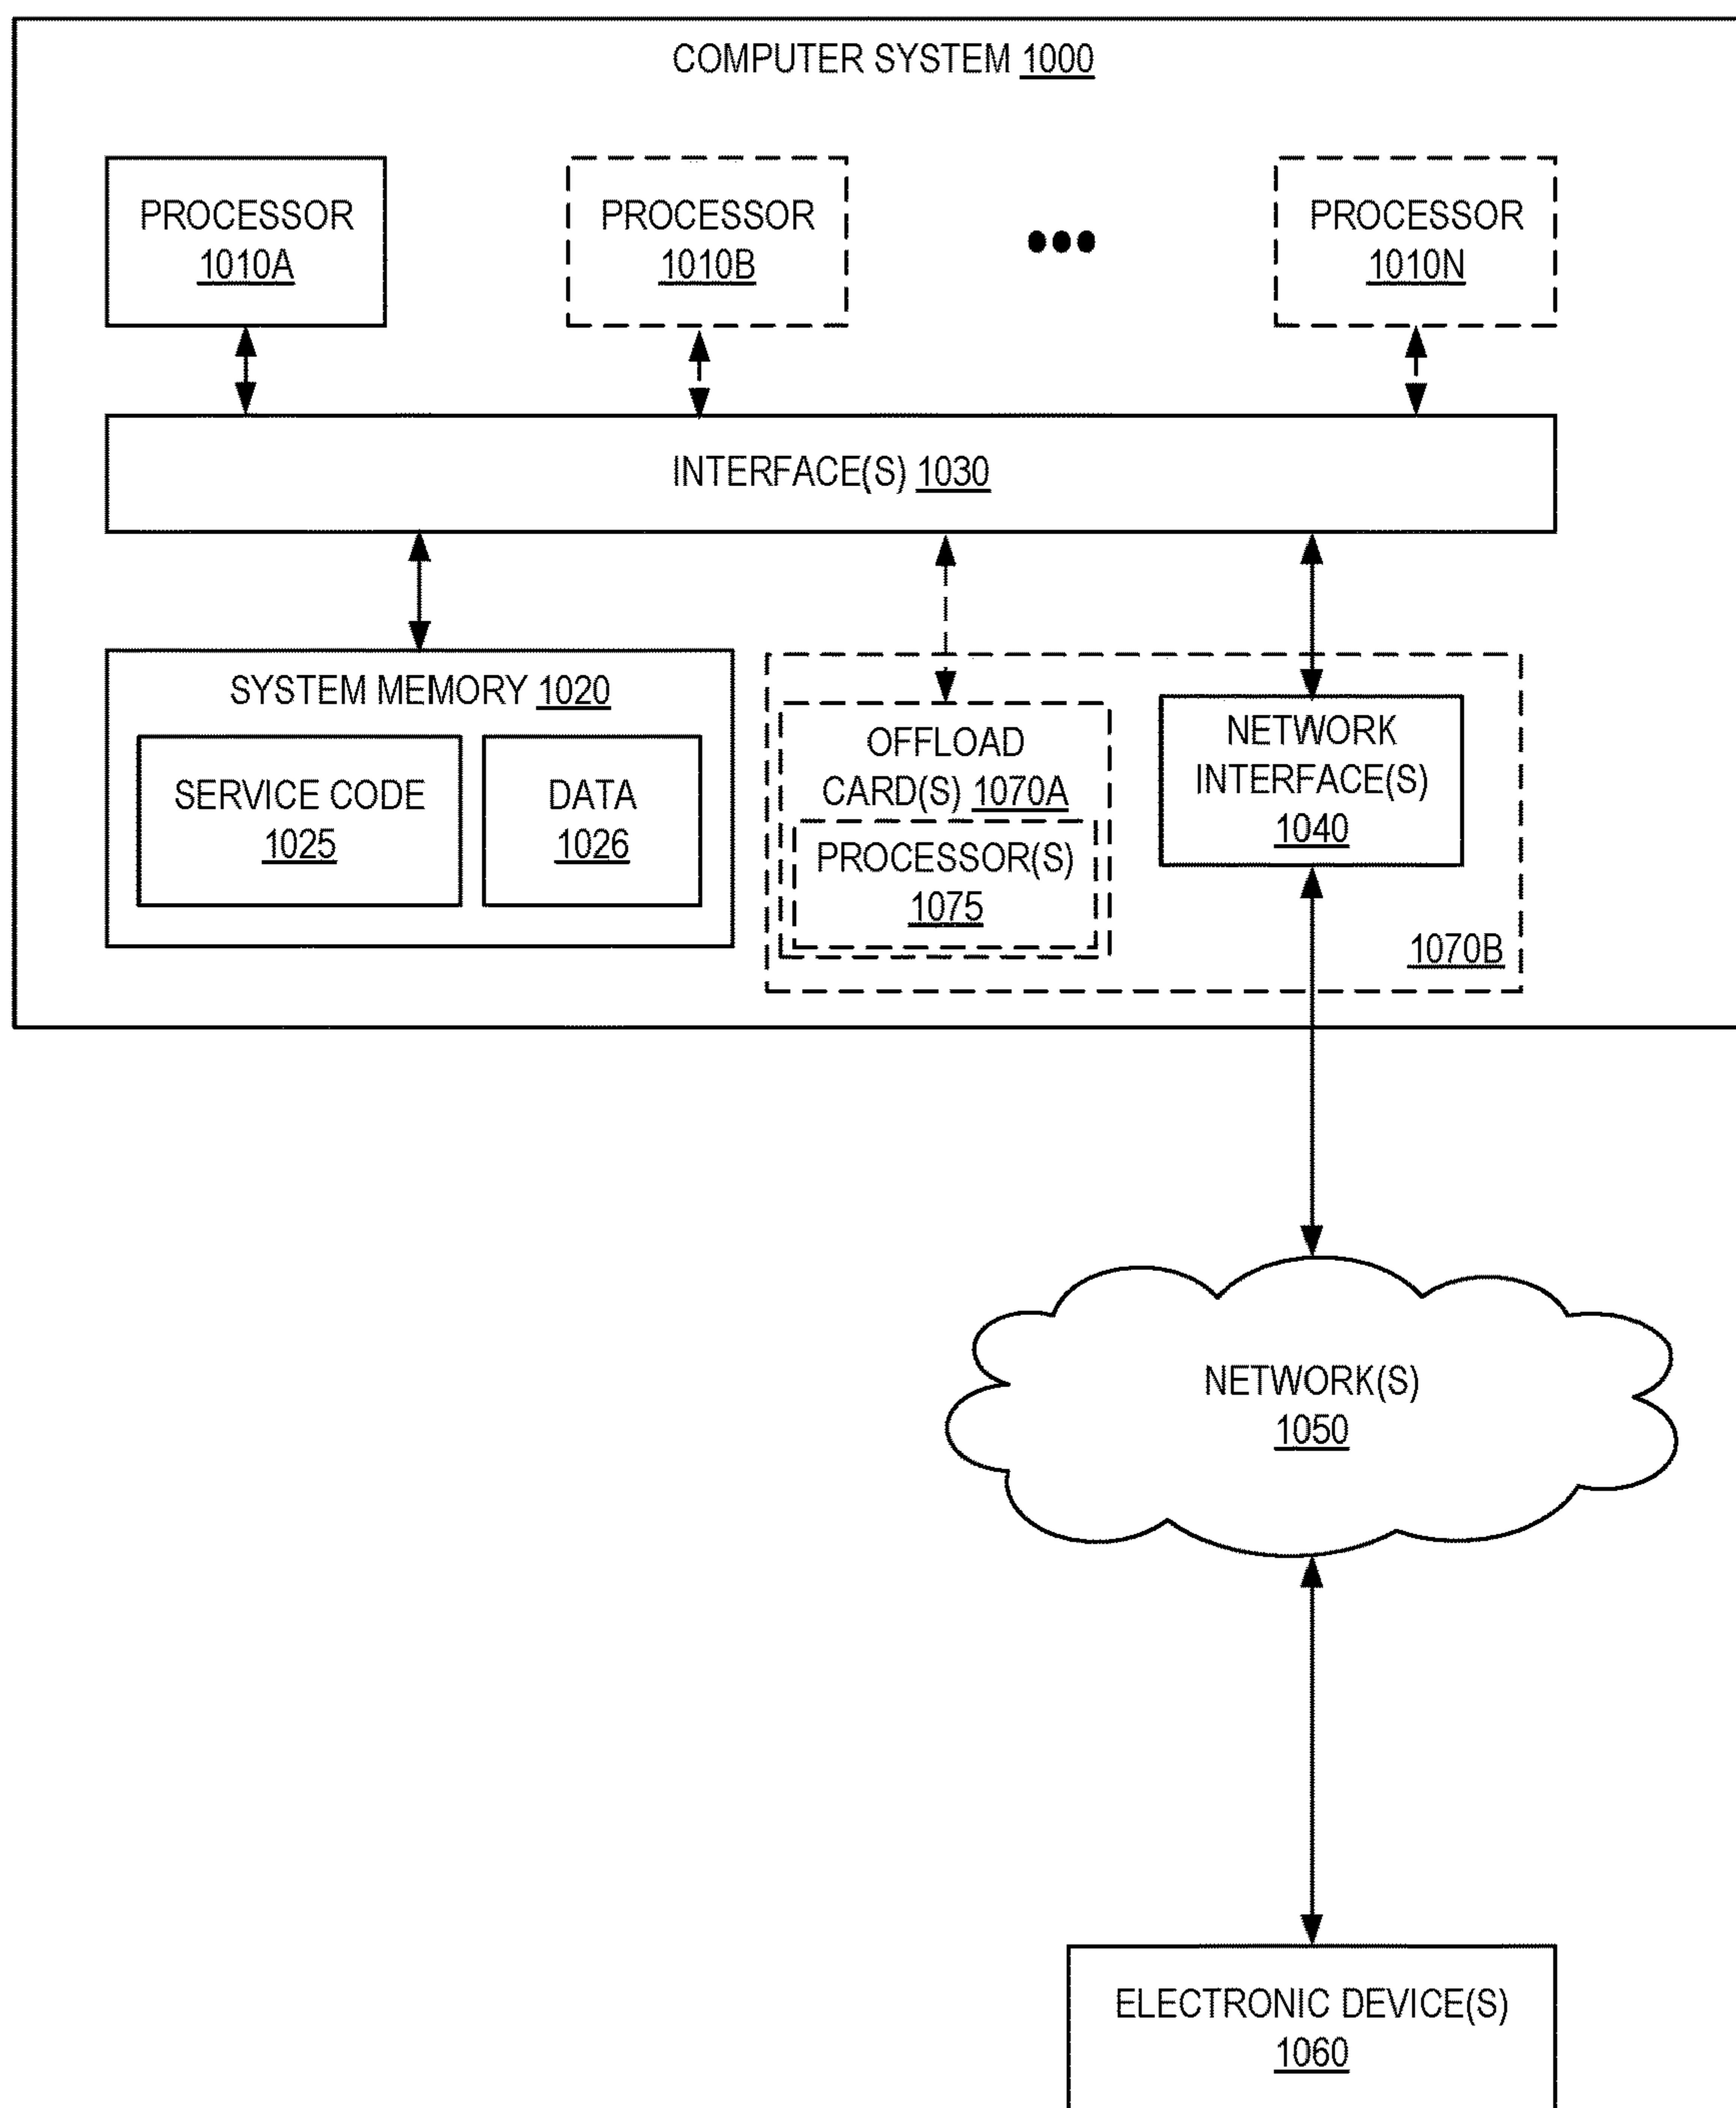 COMPUTER SYSTEM 1000
PROCESSOR
1010A
PROCESSOR
1010B
PROCESSOR
1010N
INTERFACE(S) 1030
SYSTEM MEMORY 1020
SERVICE CODE
1025
DATA
1026
OFFLOAD
CARD(S) 1070A
PROCESSOR(S)
1075
NETWORK
INTERFACE(S)
1040
1070B
NETWORK(S)
1050
ELECTRONIC DEVICE(S)
1060